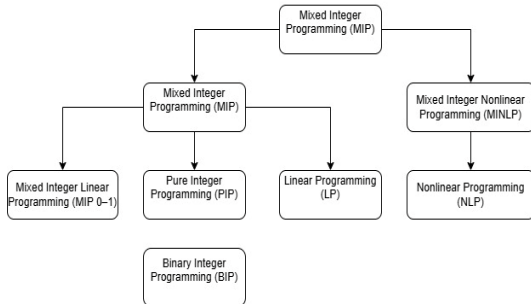 Mixed Integer
Programming (MIP)
Mixed Integer
Programming (MIP)
Mixed Integer Nonlinear
Programming (MINLP)
Mixed Integer Linear
Programming (MIP 0–1)
Pure Integer
Programming (PIP)
Linear Programming
(LP)
Nonlinear Programming
(NLP)
Binary Integer
Programming (BIP)